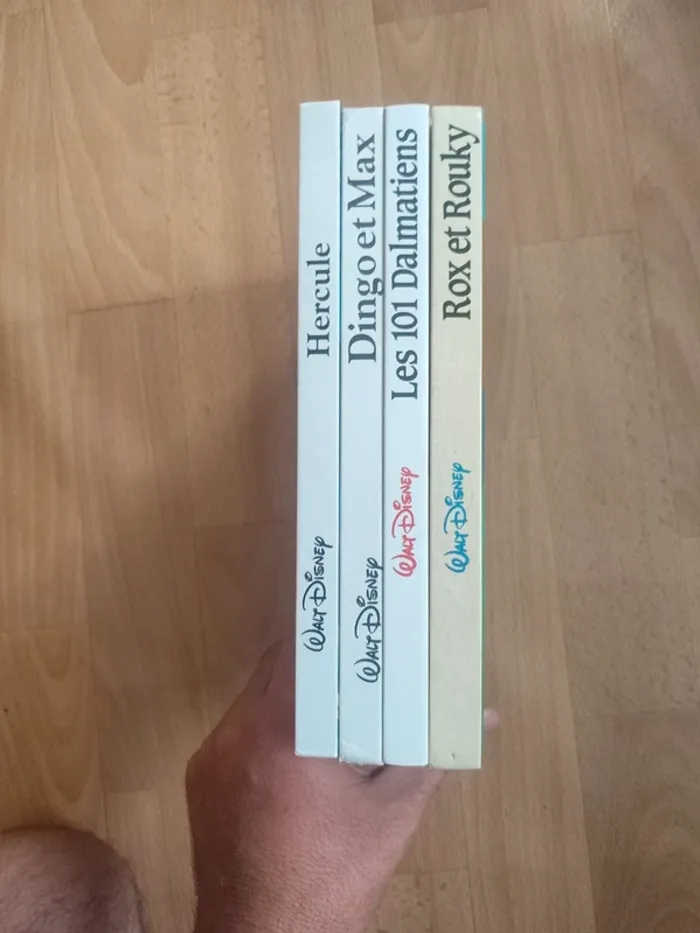 Walt Disney Hercule
Walt Disney Dingo et Max
Walt Disney Les 101 Dalmatiens
Walt Disney Rox et Rouky